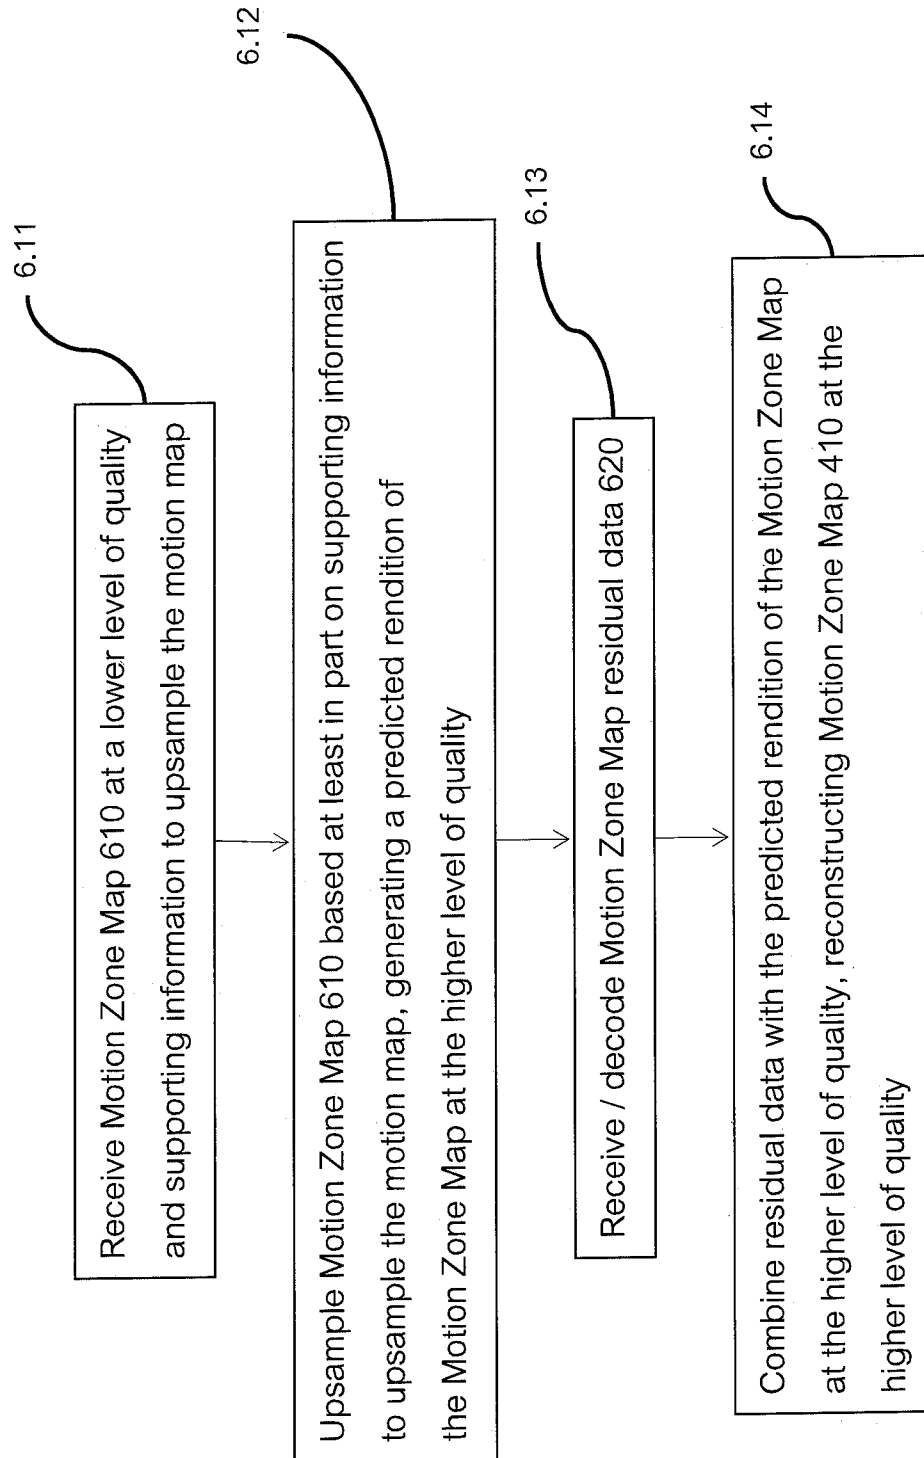 6.11
Receive Motion Zone Map 610 at a lower level of quality
and supporting information to upsample the motion map
6.12
Upsample Motion Zone Map 610 based at least in part on supporting information
to upsample the motion map, generating a predicted rendition of
the Motion Zone Map at the higher level of quality
6.13
Receive / decode Motion Zone Map residual data 620
6.14
Combine residual data with the predicted rendition of the Motion Zone Map
at the higher level of quality, reconstructing Motion Zone Map 410 at the
higher level of quality